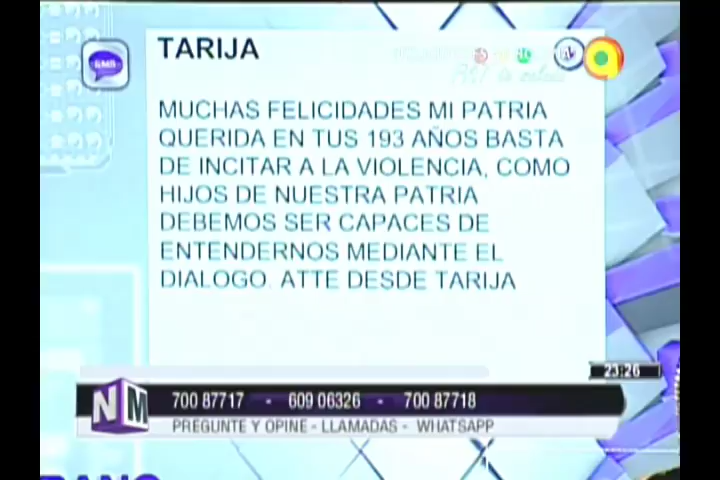 TARIJA
SMS
MUCHAS FELICIDADES MI PATRIA
QUERIDA EN TUS 193 AÑOS BASTA
DE INCITAR A LA VIOLENCIA, COMO
HIJOS DE NUESTRA PATRIA
DEBEMOS SER CAPACES DE
ENTENDERNOS MEDIANTE EL
DIALOGO. ATTE DESDE TARIJA
23:26
NM
700 87717 - 609 06326 - 700 87718
PREGUNTE Y OPINE - LLAMADAS - WHATSAPP